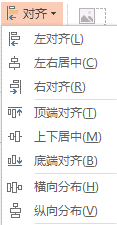 对齐
左对齐(L)
左右居中(C)
右对齐(R)
顶端对齐(T)
上下居中(M)
底端对齐(B)
横向分布(H)
纵向分布(V)